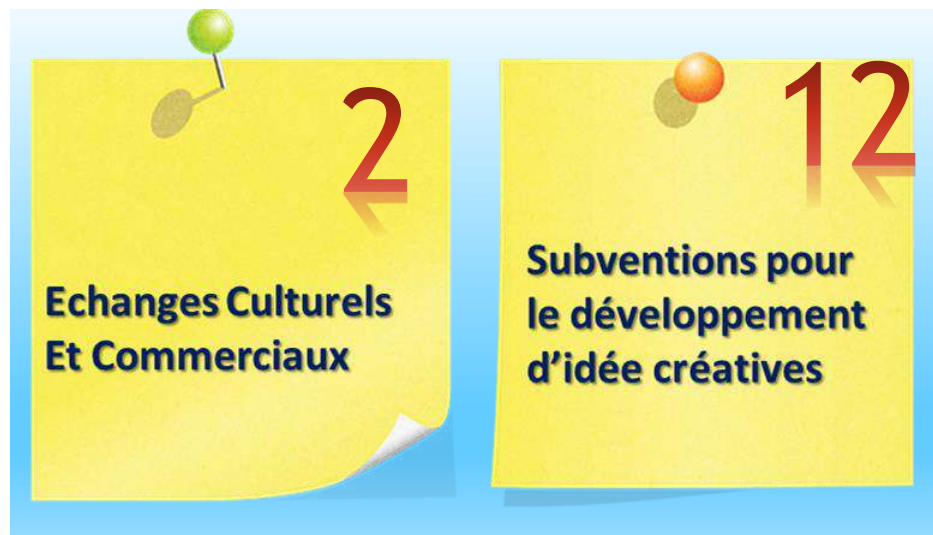 2
Echanges Culturels
Et Commerciaux
12
Subventions pour
le développement
d'idée créatives